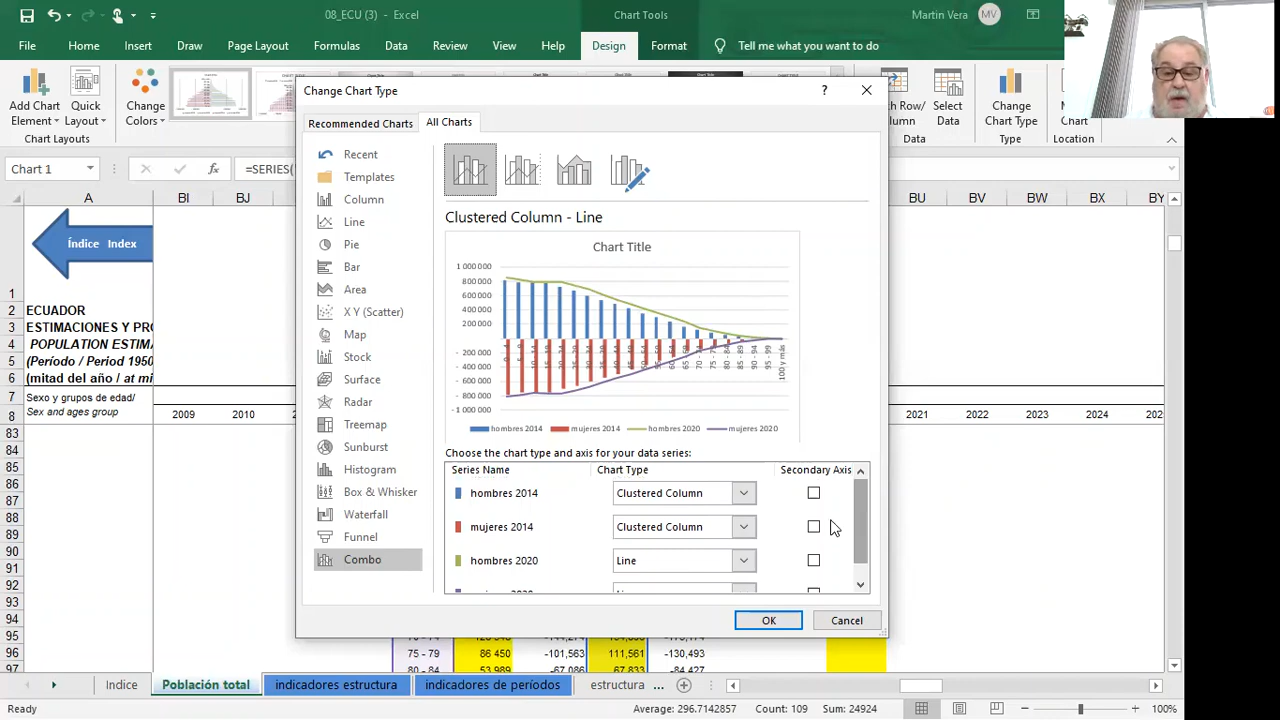 08_ECU (3) - Excel
Chart Tools
Martin Vera
MV
File Home Insert Draw Page Layout Formulas Data Review View Help Design Format Tell me what you want to do
Add Chart Element
Quick Layout
Change Colors
Chart Layouts
Row/
Select Data
Data
Change Chart Type
Type
Location
Chart 1
fx
=SERIES(
Change Chart Type
?
Recommended Charts
All Charts
Recent
Templates
Column
Line
Pie
Bar
Area
X Y (Scatter)
Map
Stock
Surface
Radar
Treemap
Sunburst
Histogram
Box & Whisker
Waterfall
Funnel
Combo
Clustered Column - Line
Chart Title
1 000 000
800 000
600 000
400 000
200 000
- 200 000
- 400 000
- 600 000
- 800 000
- 1 000 000
85 - 89
90 - 94
95 - 99
100 y más
hombres 2014 mujeres 2014 hombres 2020 mujeres 2020
Choose the chart type and axis for your data series:
Series Name Chart Type Secondary Axis
hombres 2014 Clustered Column
mujeres 2014 Clustered Column
hombres 2020 Line
OK Cancel
A BI BJ BU BV BW BX BY
Índice Index
1
2 ECUADOR
3 ESTIMACIONES Y PRO
4 POPULATION ESTIMA
5 (Período / Period 1950
6 (mitad del año / at mi
7 Sexo y grupos de edad/
8 Sex and ages group 2009 2010 2021 2022 2023 2024
83
84
85
86
87
88
89
90
91
92
93
94
95
96 75 - 79 86 450 -101,563 111,561 -130,493
97 80 - 84 53 989 -67 086 67 833 -84 427
Indice Población total indicadores estructura indicadores de períodos estructura ...
Ready Average: 296.7142857 Count: 109 Sum: 24924 100%